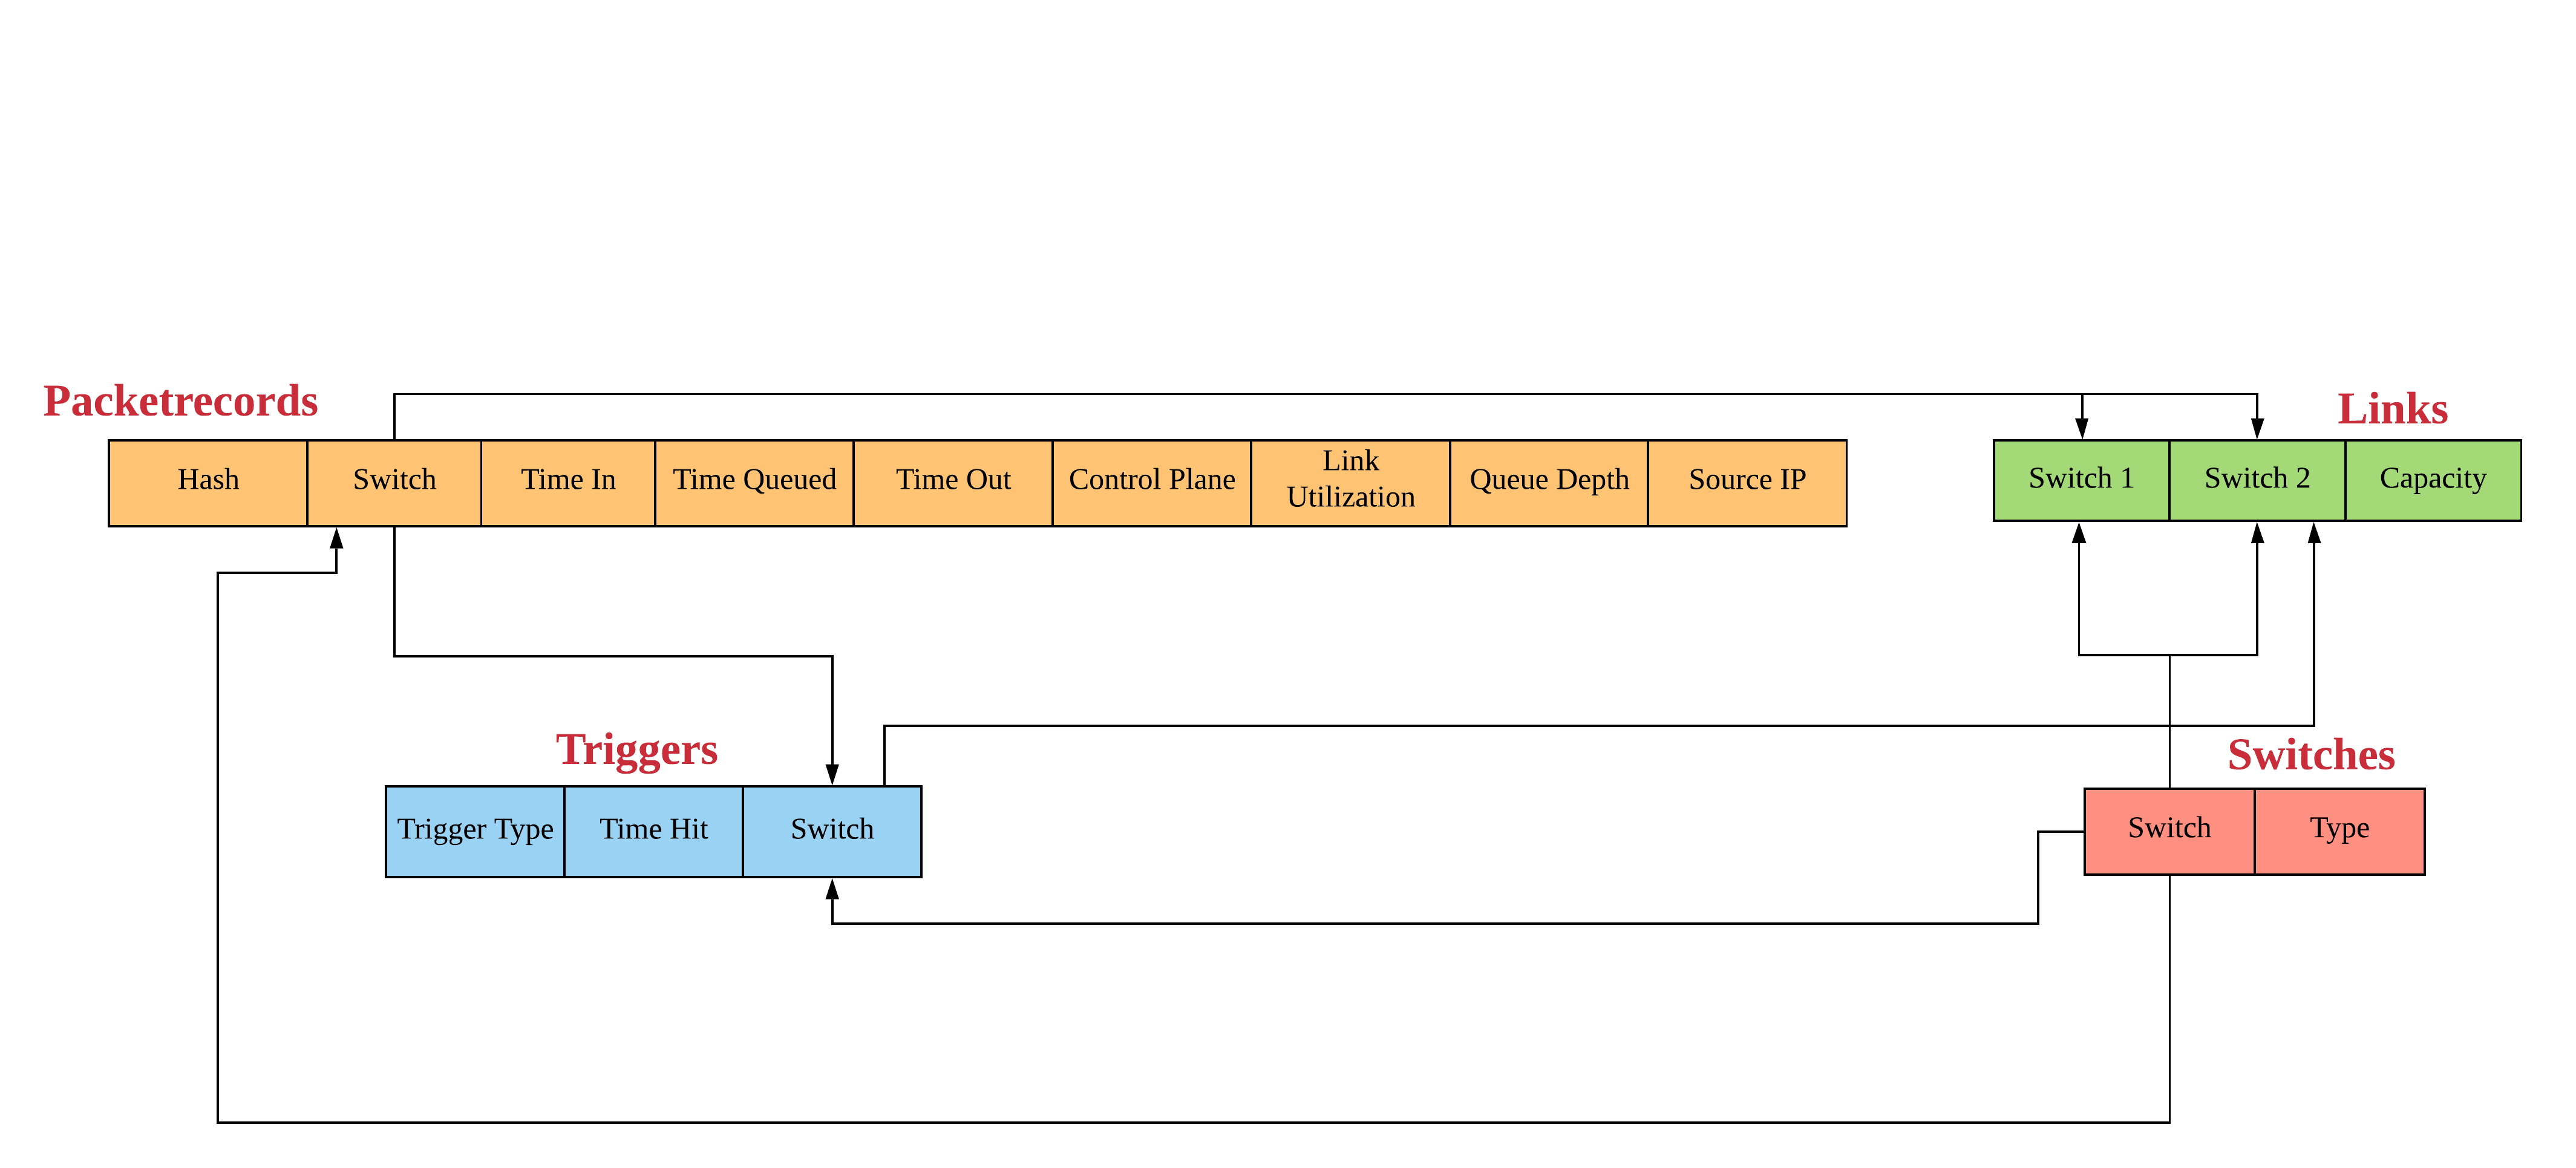 Packetrecords
Links
Hash
Switch
Time In
Time Queued
Time Out
Control Plane
Link
Utilization
Queue Depth
Source IP
Switch 1
Switch 2
Capacity
Triggers
Switches
Trigger Type
Time Hit
Switch
Switch
Type